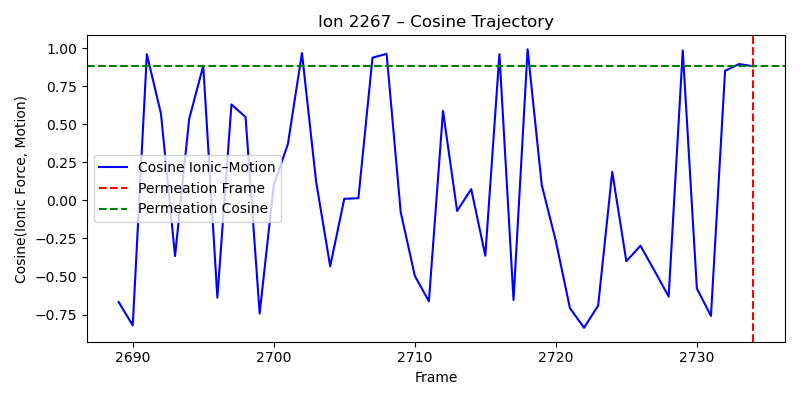 Ion 2267 – Cosine Trajectory
Cosine(Ionic Force, Motion)
1.00
0.75
0.50
0.25
0.00
−0.25
−0.50
−0.75
Cosine Ionic–Motion
Permeation Frame
Permeation Cosine
2690
2700
2710
2720
2730
Frame